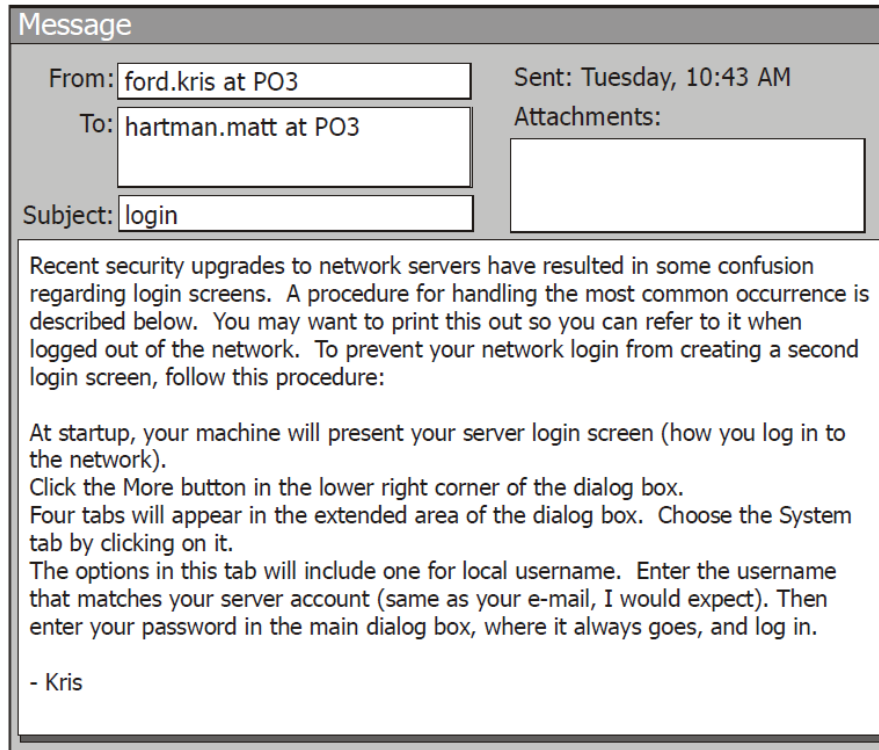 Message
From: ford.kris at PO3
Sent: Tuesday, 10:43 AM
To: hartman.matt at PO3
Attachments:
Subject: login
Recent security upgrades to network servers have resulted in some confusion
regarding login screens.  A procedure for handling the most common occurrence is
described below.  You may want to print this out so you can refer to it when
logged out of the network.  To prevent your network login from creating a second
login screen, follow this procedure:
At startup, your machine will present your server login screen (how you log in to
the network).
Click the More button in the lower right corner of the dialog box.
Four tabs will appear in the extended area of the dialog box.  Choose the System
tab by clicking on it.
The options in this tab will include one for local username.  Enter the username
that matches your server account (same as your e-mail, I would expect). Then
enter your password in the main dialog box, where it always goes, and log in.
- Kris